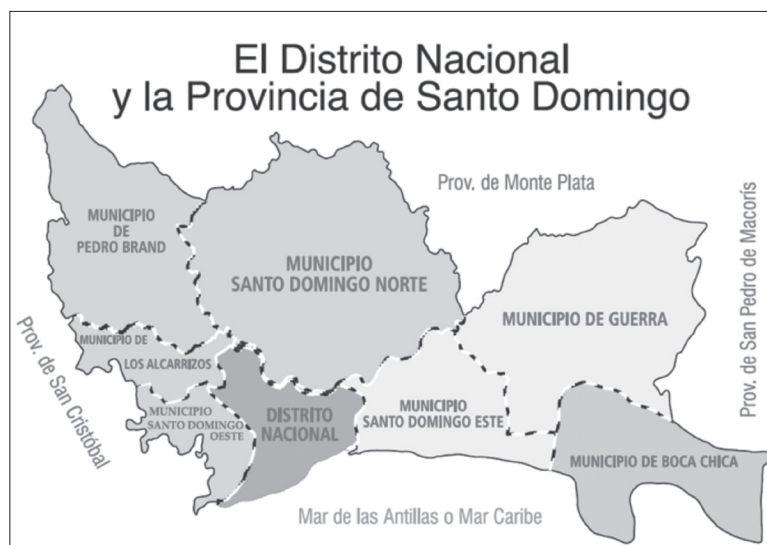 El Distrito Nacional
y la Provincia de Santo Domingo
Prov. de Monte Plata
Prov. de San Pedro de Macorís
MUNICIPIO
DE
PEDRO BRAND
MUNICIPIO
SANTO DOMINGO NORTE
MUNICIPIO DE GUERRA
Prov. de San Cristóbal
MUNICIPIO DE
LOS ALCARRIZOS
MUNICIPIO
SANTO DOMINGO
OESTE
DISTRITO
NACIONAL
MUNICIPIO
SANTO DOMINGO ESTE
MUNICIPIO DE BOCA CHICA
Mar de las Antillas o Mar Caribe